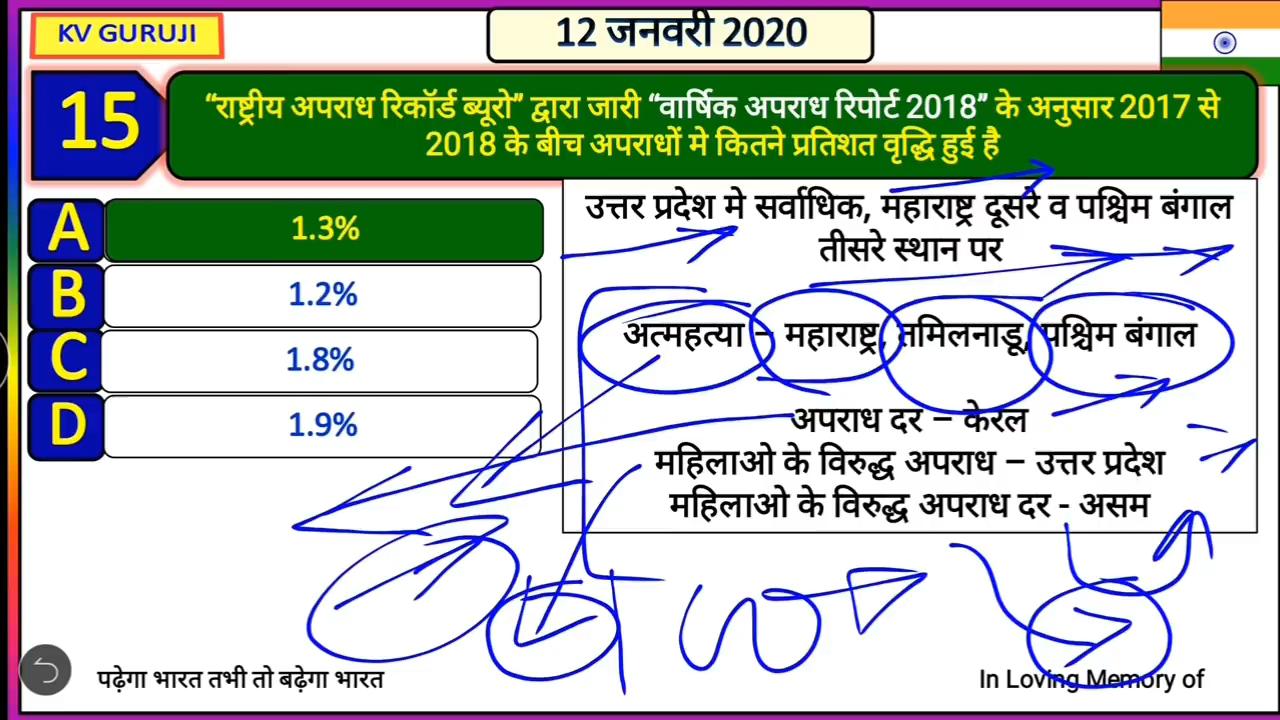 KV GURUJI
12 जनवरी 2020
15
“राष्ट्रीय अपराध रिकॉर्ड ब्यूरो” द्वारा जारी “वार्षिक अपराध रिपोर्ट 2018” के अनुसार 2017 से
2018 के बीच अपराधों मे कितने प्रतिशत वृद्धि हुई है
A 1.3%
B 1.2%
C 1.8%
D 1.9%
उत्तर प्रदेश मे सर्वाधिक, महाराष्ट्र दूसरे व पश्चिम बंगाल
तीसरे स्थान पर
अत्महत्या – महाराष्ट्र, तमिलनाडू, पश्चिम बंगाल
अपराध दर – केरल
महिलाओ के विरुद्ध अपराध – उत्तर प्रदेश
महिलाओ के विरुद्ध अपराध दर - असम
पढ़ेगा भारत तभी तो बढ़ेगा भारत
In Loving Memory of